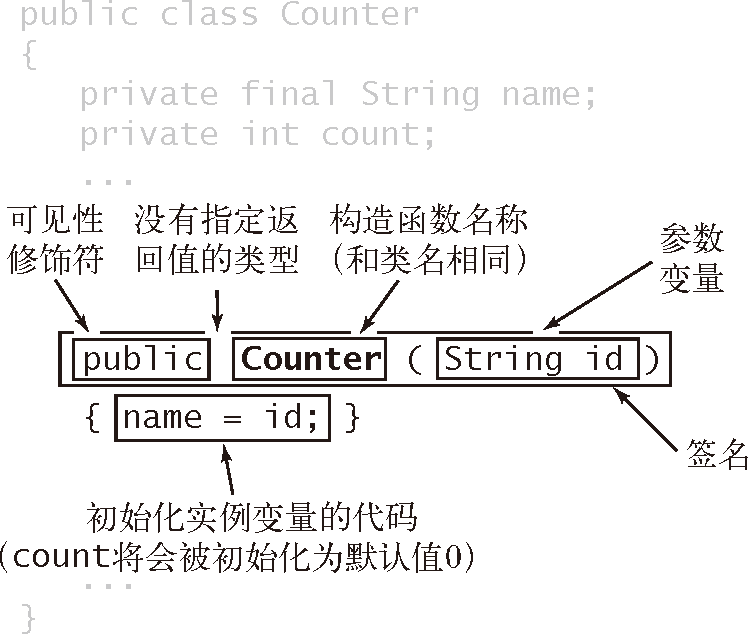 public class Counter
{
private final String name;
private int count;
...
可见性 没有指定返 构造函数名称
修饰符 回值的类型 (和类名相同)
参数
变量
public Counter ( String id )
{ name = id; }
签名
初始化实例变量的代码
(count将会被初始化为默认值0)
...
}